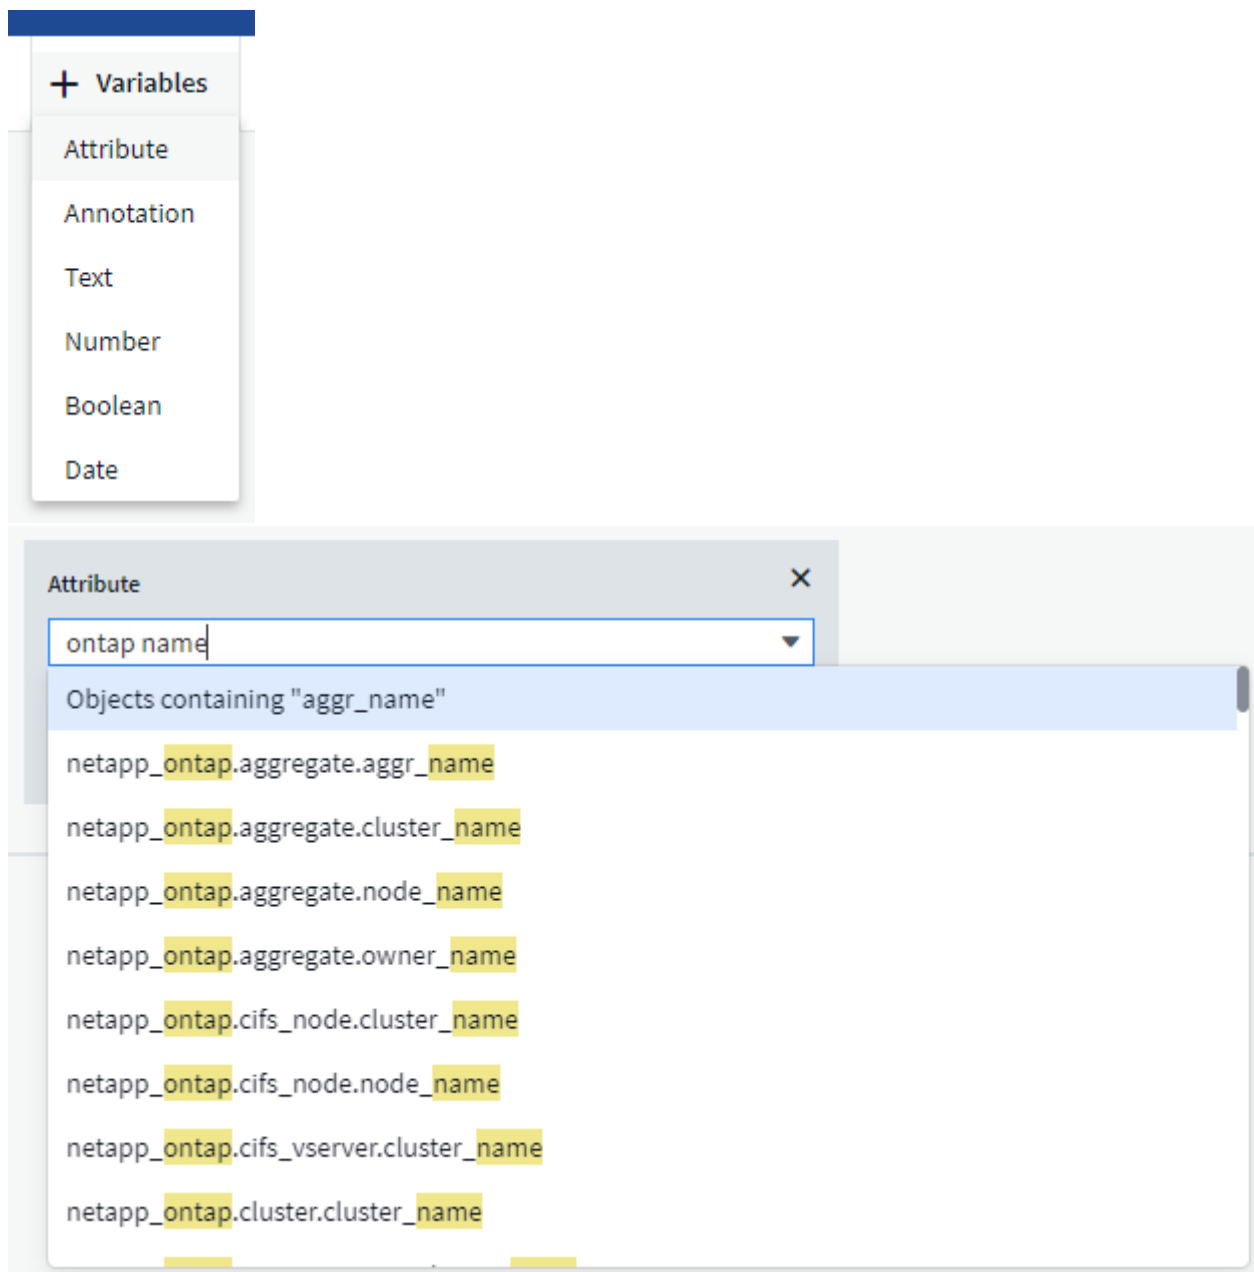 + Variables
Attribute
Annotation
Text
Number
Boolean
Date
Attribute
ontap name
Objects containing "aggr_name"
netapp_ontap.aggregate.aggr_name
netapp_ontap.aggregate.cluster_name
netapp_ontap.aggregate.node_name
netapp_ontap.aggregate.owner_name
netapp_ontap.cifs_node.cluster_name
netapp_ontap.cifs_node.node_name
netapp_ontap.cifs_vserver.cluster_name
netapp_ontap.cluster.cluster_name